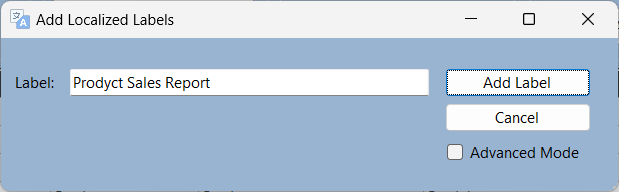 Add Localized Labels
Label: Prodyct Sales Report Add Label
Cancel
Advanced Mode